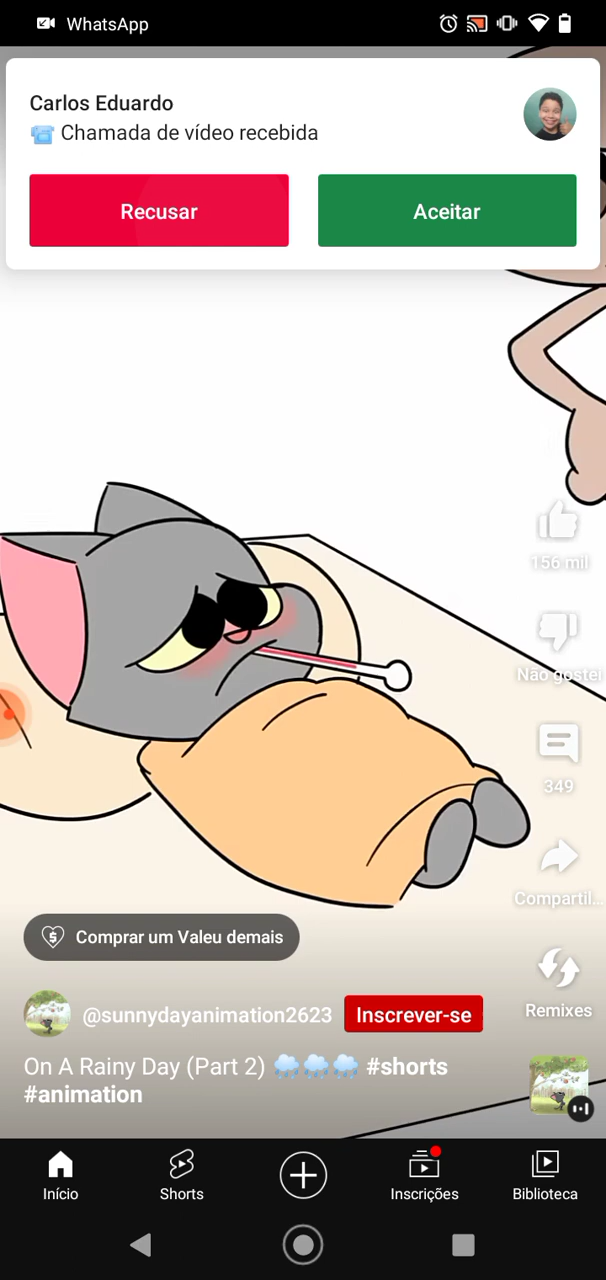 WhatsApp
Carlos Eduardo
Chamada de vídeo recebida
Recusar
Aceitar
156 mil
Não gostei
349
Compartil...
Comprar um Valeu demais
@sunnydayanimation2623
Inscrever-se
Remixes
On A Rainy Day (Part 2) 🌧️🌧️🌧️ #shorts
#animation
Início
Shorts
Inscrições
Biblioteca